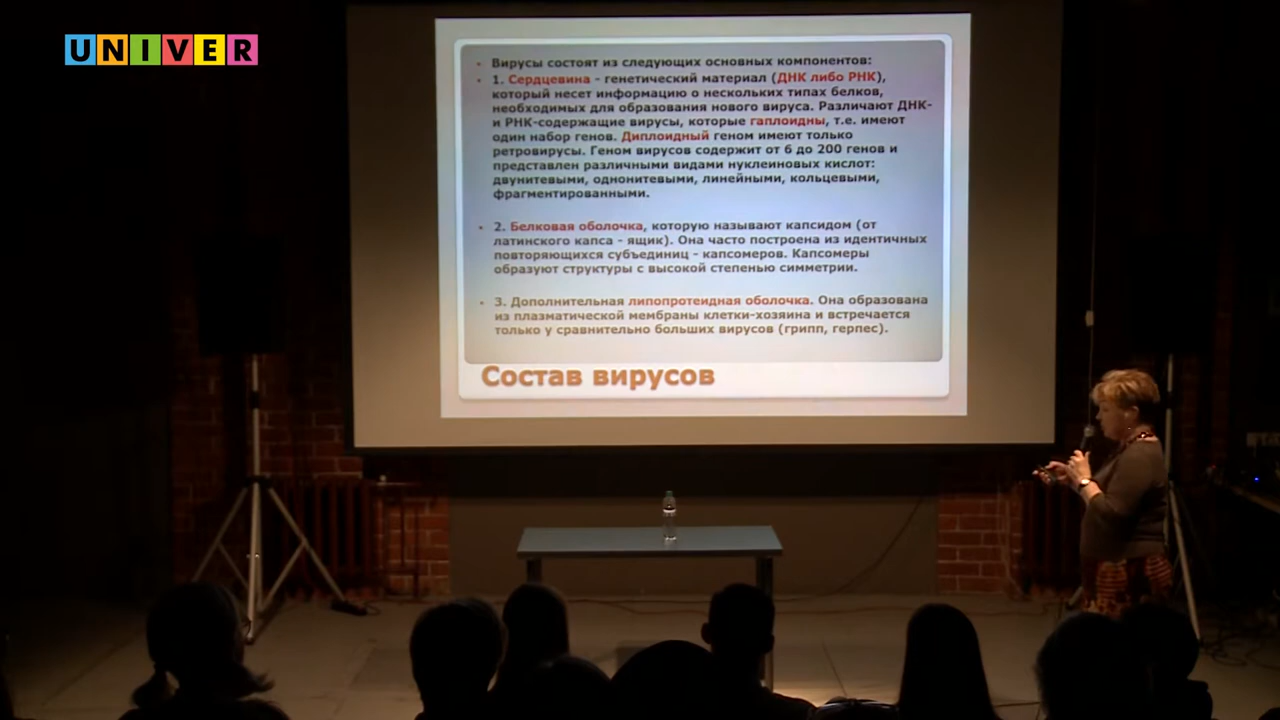 UNIVER
Вирусы состоят из следующих основных компонентов:
1. Сердцевина - генетический материал (ДНК либо РНК),
который несет информацию о нескольких типах белков,
необходимых для образования нового вируса. Различают ДНК-
и РНК-содержащие вирусы, которые гаплоидны, т.е. имеют
один набор генов. Диплоидный геном имеют только
ретровирусы. Геном вирусов содержит от 6 до 200 генов и
представлен различными видами нуклеиновых кислот:
двунитевыми, однонитевыми, линейными, кольцевыми,
фрагментированными.
2. Белковая оболочка, которую называют капсидом (от
латинского капса - ящик). Она часто построена из идентичных
повторяющихся субъединиц - капсомеров. Капсомеры
образуют структуры с высокой степенью симметрии.
3. Дополнительная липопротеидная оболочка. Она образована
из плазматической мембраны клетки-хозяина и встречается
только у сравнительно больших вирусов (грипп, герпес).
Состав вирусов